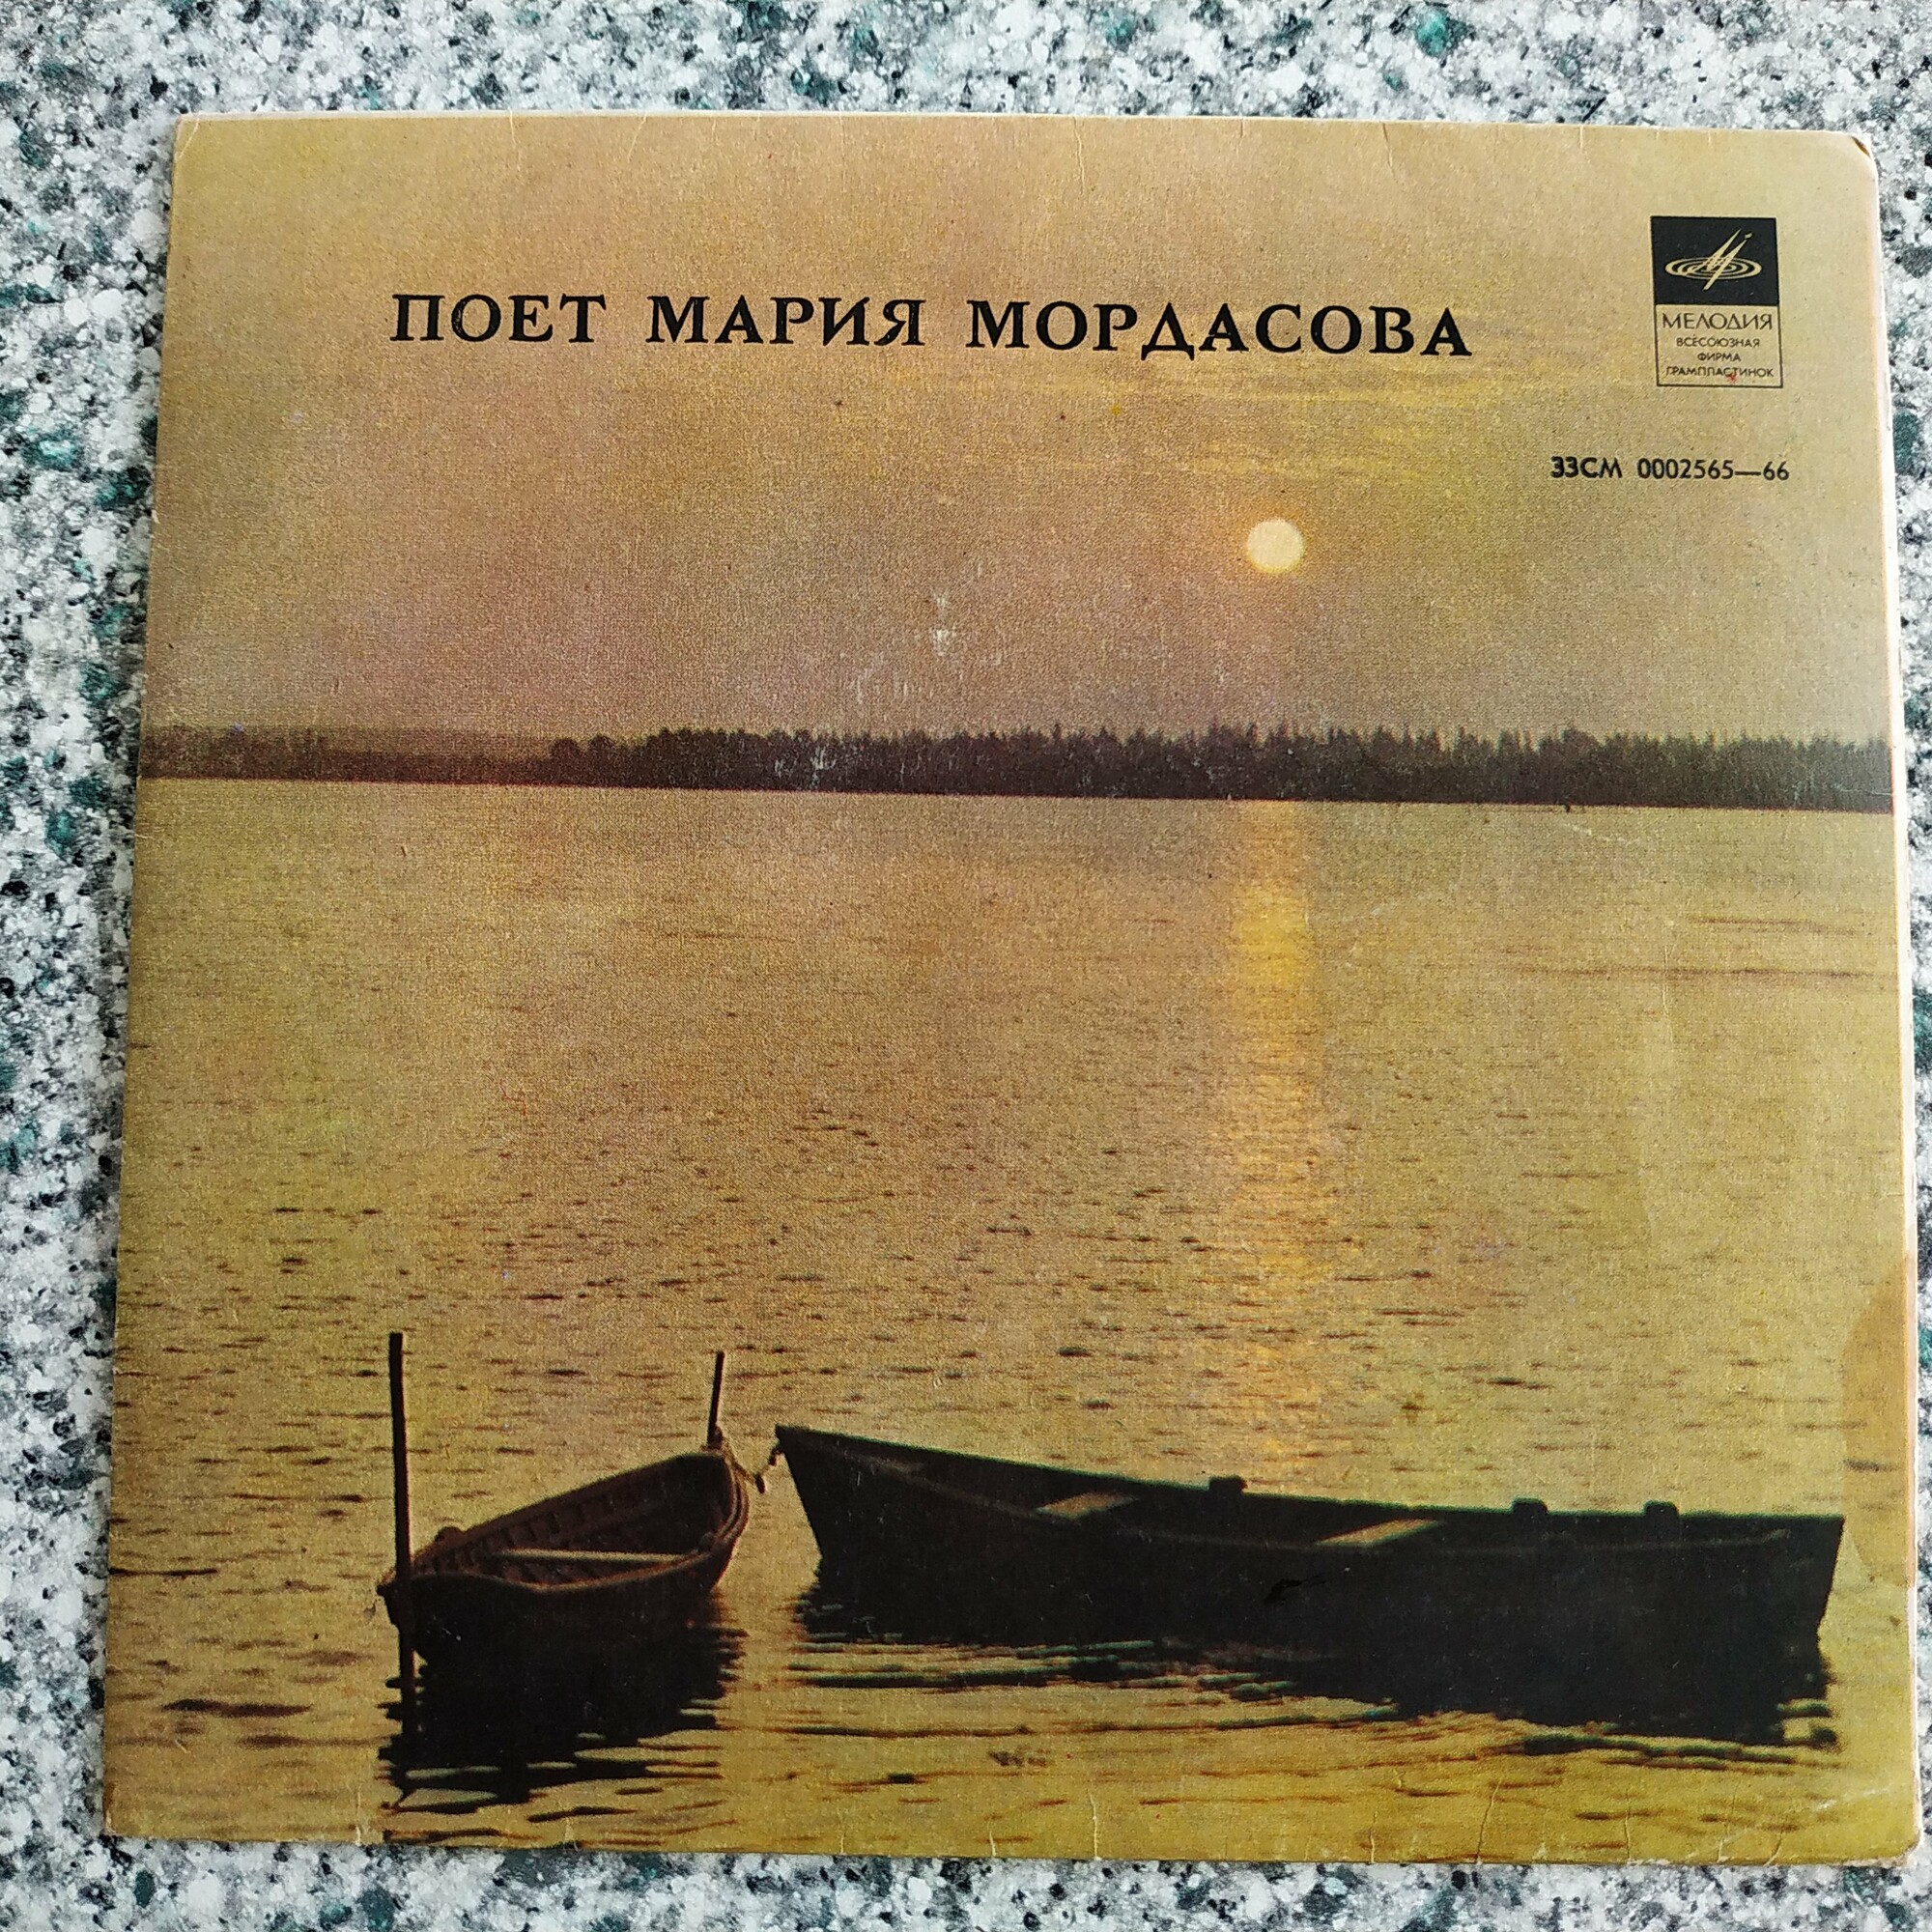 ПОЕТ МАРИЯ МОРДАСОВА
МЕЛОДИЯ
ВСЕСОЮЗНАЯ
ФИРМА
ГРАМПЛАСТИНОК
33СМ 0002565—66